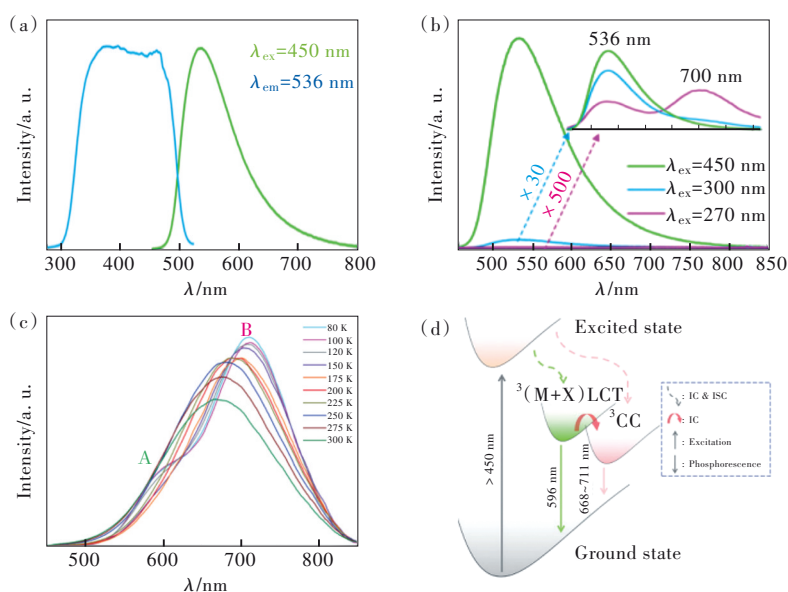 (a)
λex=450 nm
λem=536 nm
Intensity/a. u.
300 400 500 600 700 800
λ/nm
(b)
536 nm
700 nm
×30
×500
λex=450 nm
λex=300 nm
λex=270 nm
Intensity/a. u.
500 550 600 650 700 750 800 850
λ/nm
(c)
A
B
80 K
100 K
120 K
150 K
175 K
200 K
225 K
250 K
275 K
300 K
Intensity/a. u.
500 600 700 800
λ/nm
(d)
Excited state
³(M+X)LCT
³CC
>450 nm
596 nm
668-711 nm
Ground state
: IC & ISC
: IC
: Excitation
: Phosphorescence